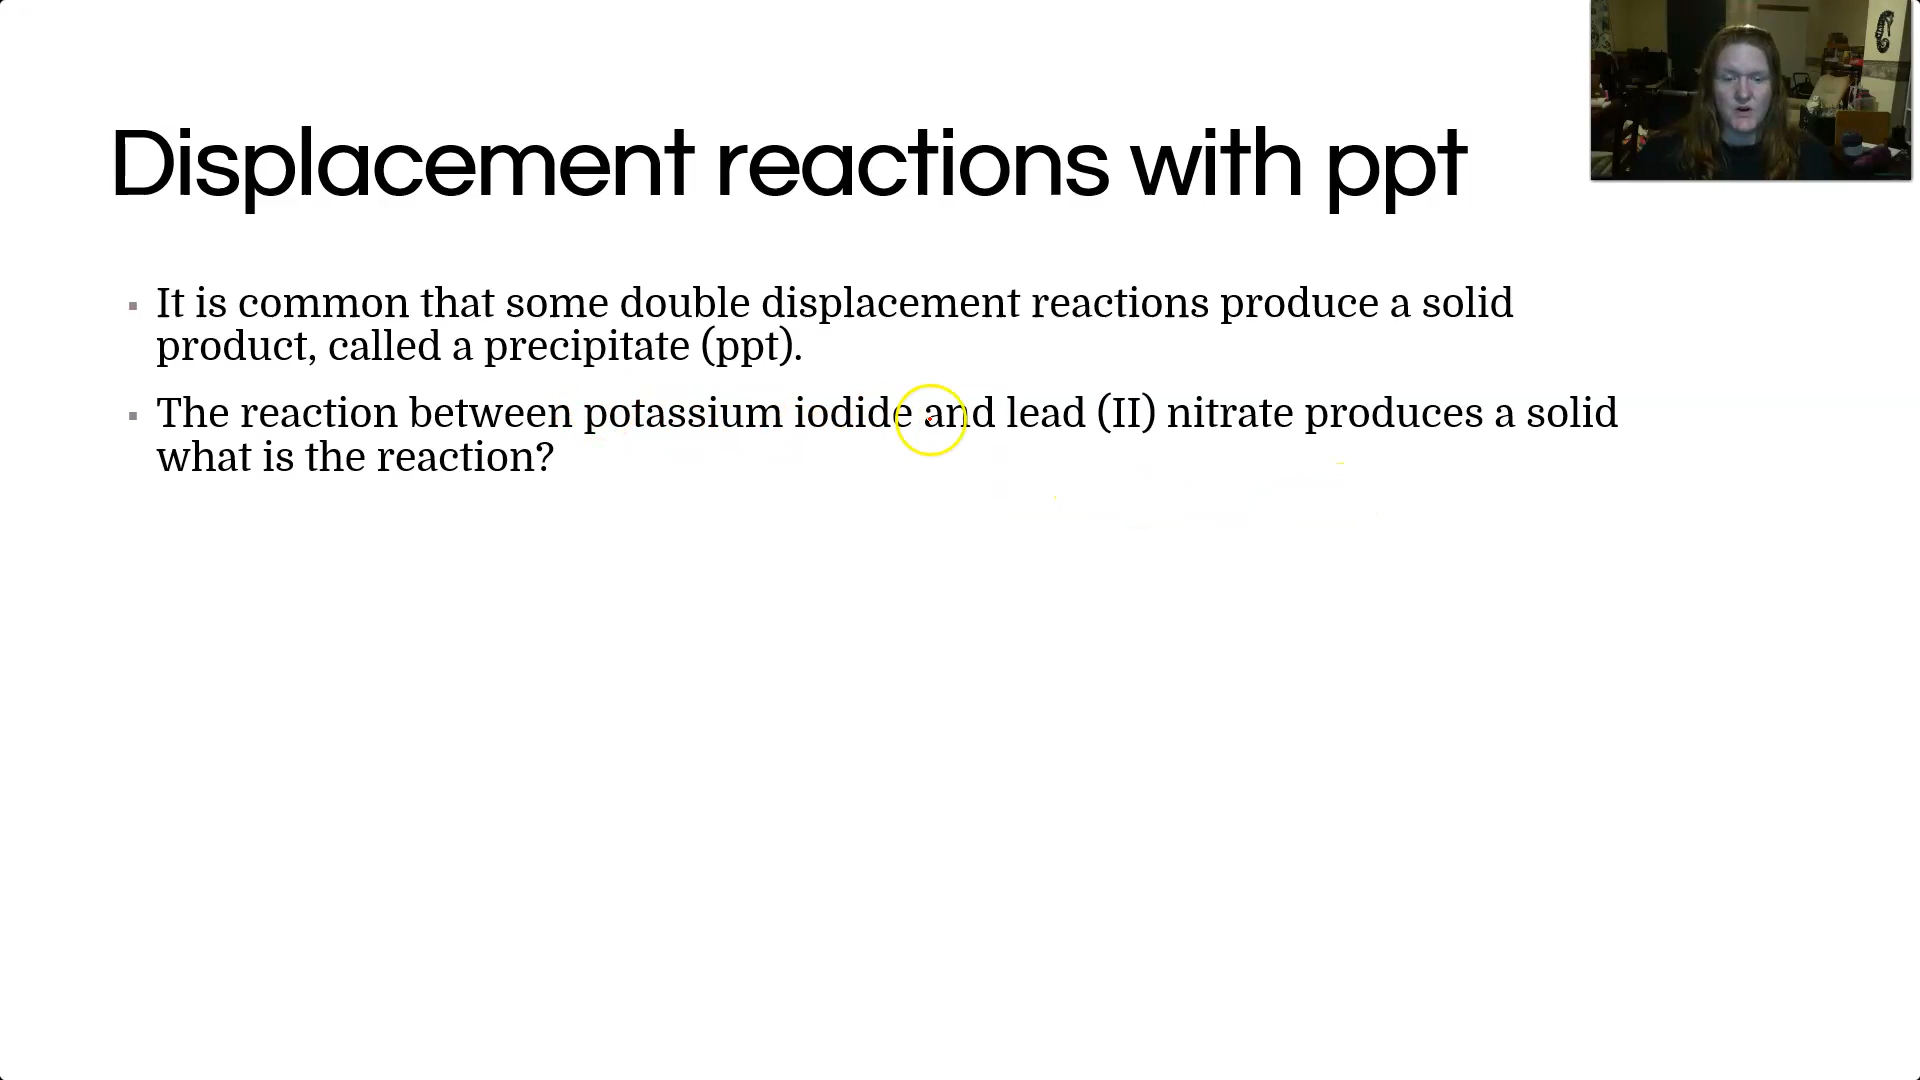 Displacement reactions with ppt
▪ It is common that some double displacement reactions produce a solid
product, called a precipitate (ppt).
▪ The reaction between potassium iodide and lead (II) nitrate produces a solid
what is the reaction?